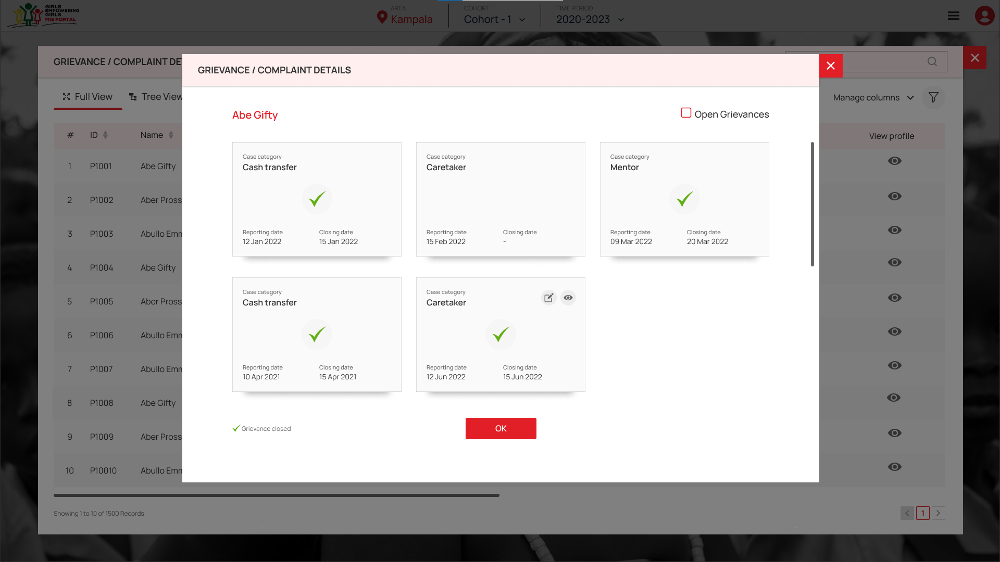 GIRLS
EMPOWERING
GIRLS
MIS PORTAL
AREA
Kampala
COHORT
Cohort - 1
TIME PERIOD
2020-2023
GRIEVANCE / COMPLAINT DE
GRIEVANCE / COMPLAINT DETAILS
Full View
Tree View
Manage columns
Abe Gifty
Open Grievances
# ID Name View profile
1 P1001 Abe Gifty
2 P1002 Aber Pross
3 P1003 Abullo Emm
4 P1004 Abe Gifty
5 P1005 Aber Pross
6 P1006 Abullo Emm
7 P1007 Abullo Emm
8 P1008 Abe Gifty
9 P1009 Aber Pross
10 P10010 Abullo Emm
Case category
Cash transfer
Reporting date Closing date
12 Jan 2022 15 Jan 2022
Case category
Caretaker
Reporting date Closing date
15 Feb 2022 -
Case category
Mentor
Reporting date Closing date
09 Mar 2022 20 Mar 2022
Case category
Cash transfer
Reporting date Closing date
10 Apr 2021 15 Apr 2021
Case category
Caretaker
Reporting date Closing date
12 Jun 2022 15 Jun 2022
Grievance closed
OK
Showing 1 to 10 of 1500 Records
1